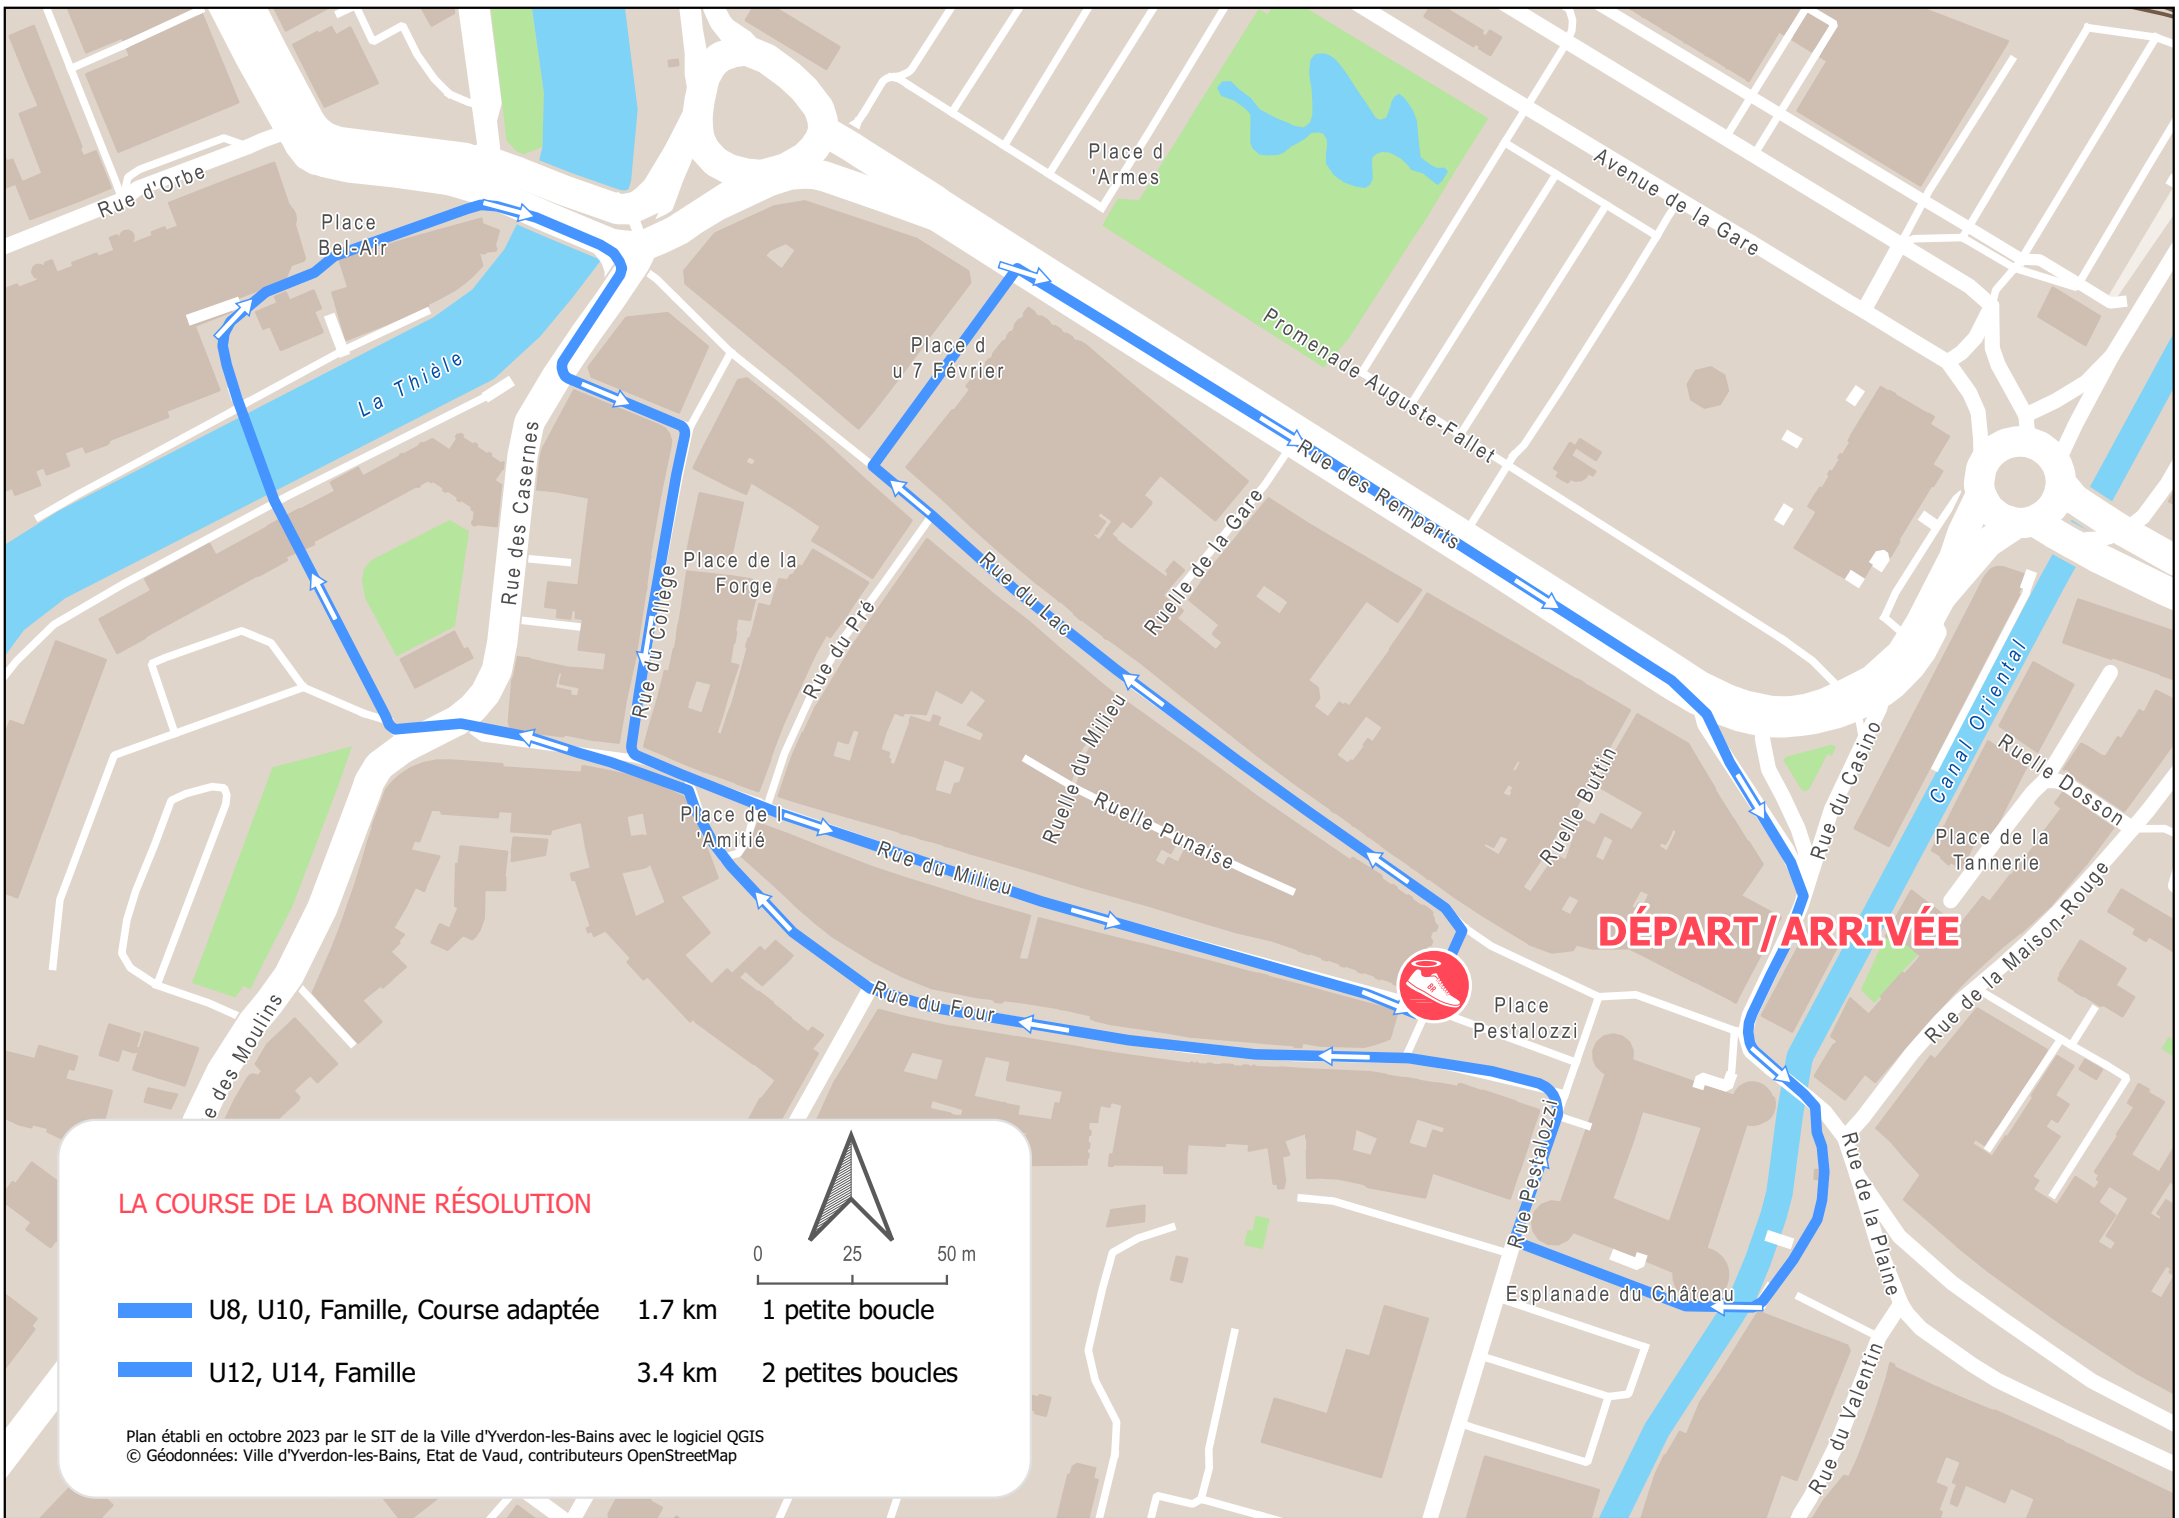 Rue d'Orbe
Place
Bel-Air
La Thièle
Rue des Casernes
Place d
'Armes
Avenue de la Gare
Promenade Auguste-Fallet
Place d
u 7 Février
Rue des Remparts
Ruelle de la Gare
Place de la
Forge
Rue du Collège
Rue du Pré
Rue du Lac
Ruelle du Milieu
Ruelle Punaise
Ruelle Buttin
Rue du Casino
Canal Oriental
Ruelle Dosson
Place de la
Tannerie
Rue de la Maison-Rouge
Place de l
'Amitié
Rue du Milieu
DÉPART/ARRIVÉE
BR
Place
Pestalozzi
Rue du Four
e des Moulins
Rue Pestalozzi
Rue de la Plaine
Esplanade du Château
Rue du Valentin
LA COURSE DE LA BONNE RÉSOLUTION
0 25 50 m
U8, U10, Famille, Course adaptée 1.7 km 1 petite boucle
U12, U14, Famille 3.4 km 2 petites boucles
Plan établi en octobre 2023 par le SIT de la Ville d'Yverdon-les-Bains avec le logiciel QGIS
© Géodonnées: Ville d'Yverdon-les-Bains, Etat de Vaud, contributeurs OpenStreetMap